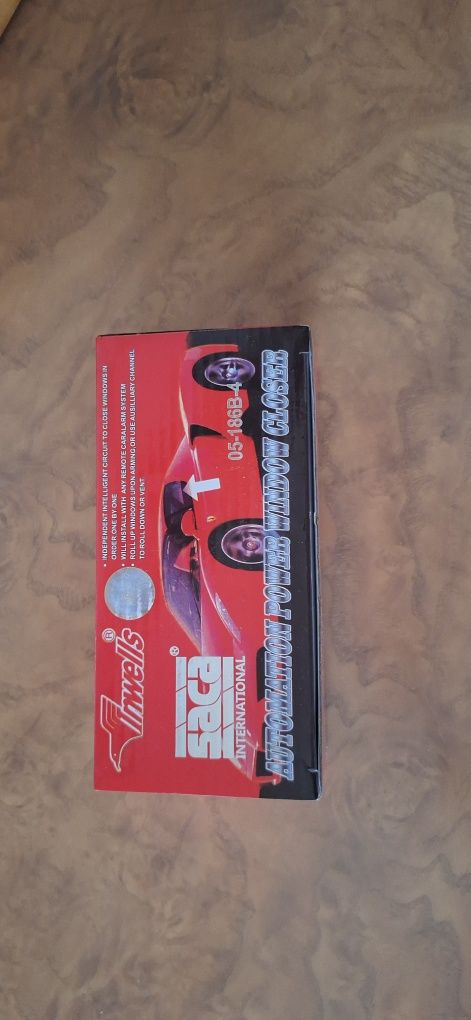 finwells®
• INDEPENDENT INTELLIGENT CIRCUIT TO CLOSE WINDOWS IN
ORDER ONE BY ONE
• WILL INSTALL WITH ANY REMOTE CARALARM SYSTEM
• ROLL UP WINDOWS UPON ARMING,OR USE AUSILLIARY CHANNEL
TO ROLL DOWN OR VENT
saca®
INTERNATIONAL
05-186B-4
AUTOMATION POWER WINDOW CLOSER